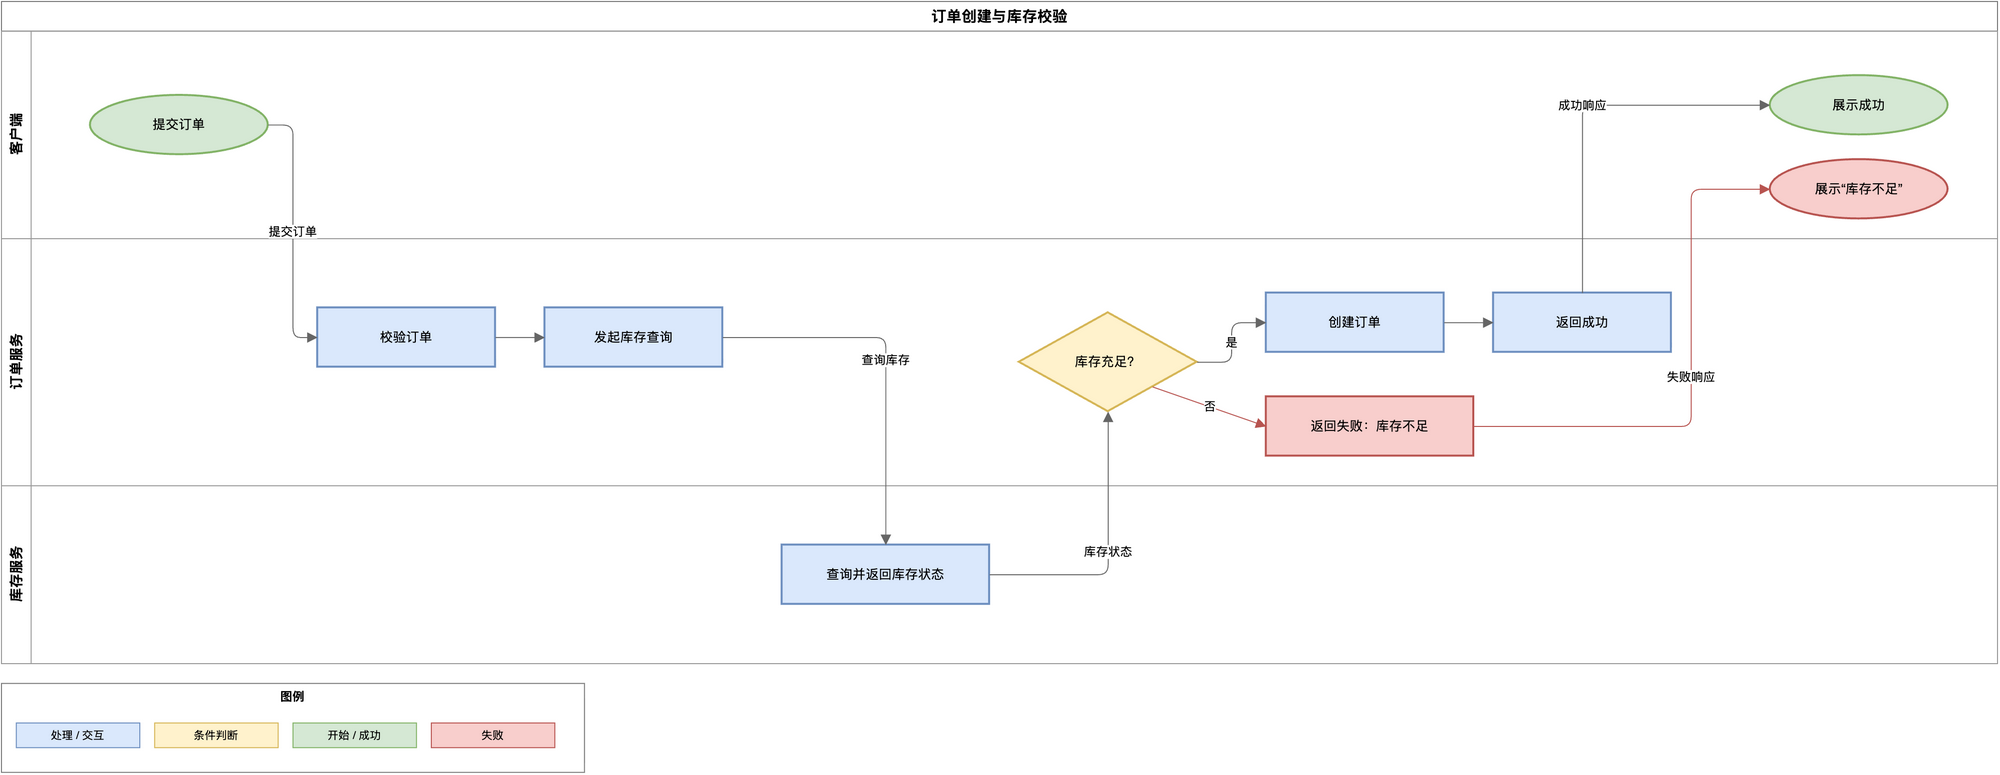 订单创建与库存校验
客户端
提交订单
成功响应
展示成功
展示“库存不足”
提交订单
订单服务
校验订单
发起库存查询
查询库存
库存充足?
是
否
创建订单
返回成功
返回失败：库存不足
失败响应
库存服务
库存状态
查询并返回库存状态
图例
处理 / 交互
条件判断
开始 / 成功
失败